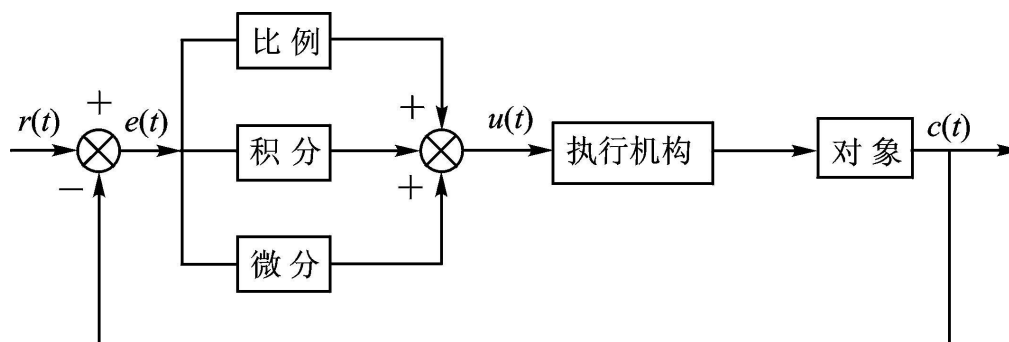 比例
+
+
r(t)
e(t)
积分
u(t)
执行机构
对象
c(t)
−
+
微分